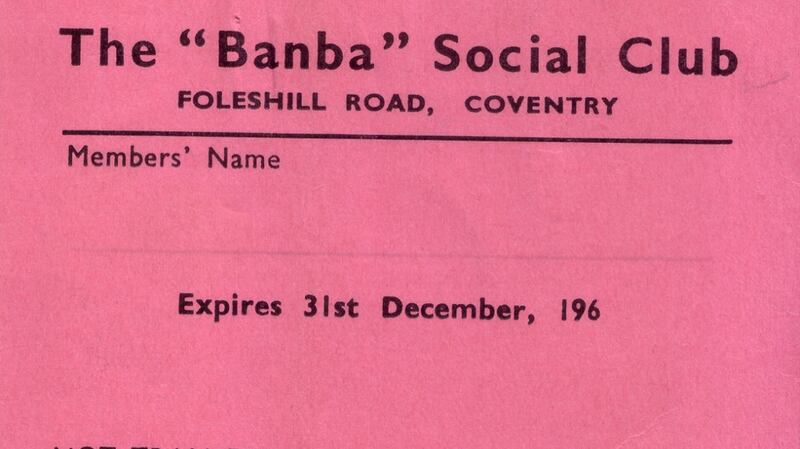 The “Banba” Social Club
FOLESHILL ROAD, COVENTRY
Members’ Name
Expires 31st December, 196